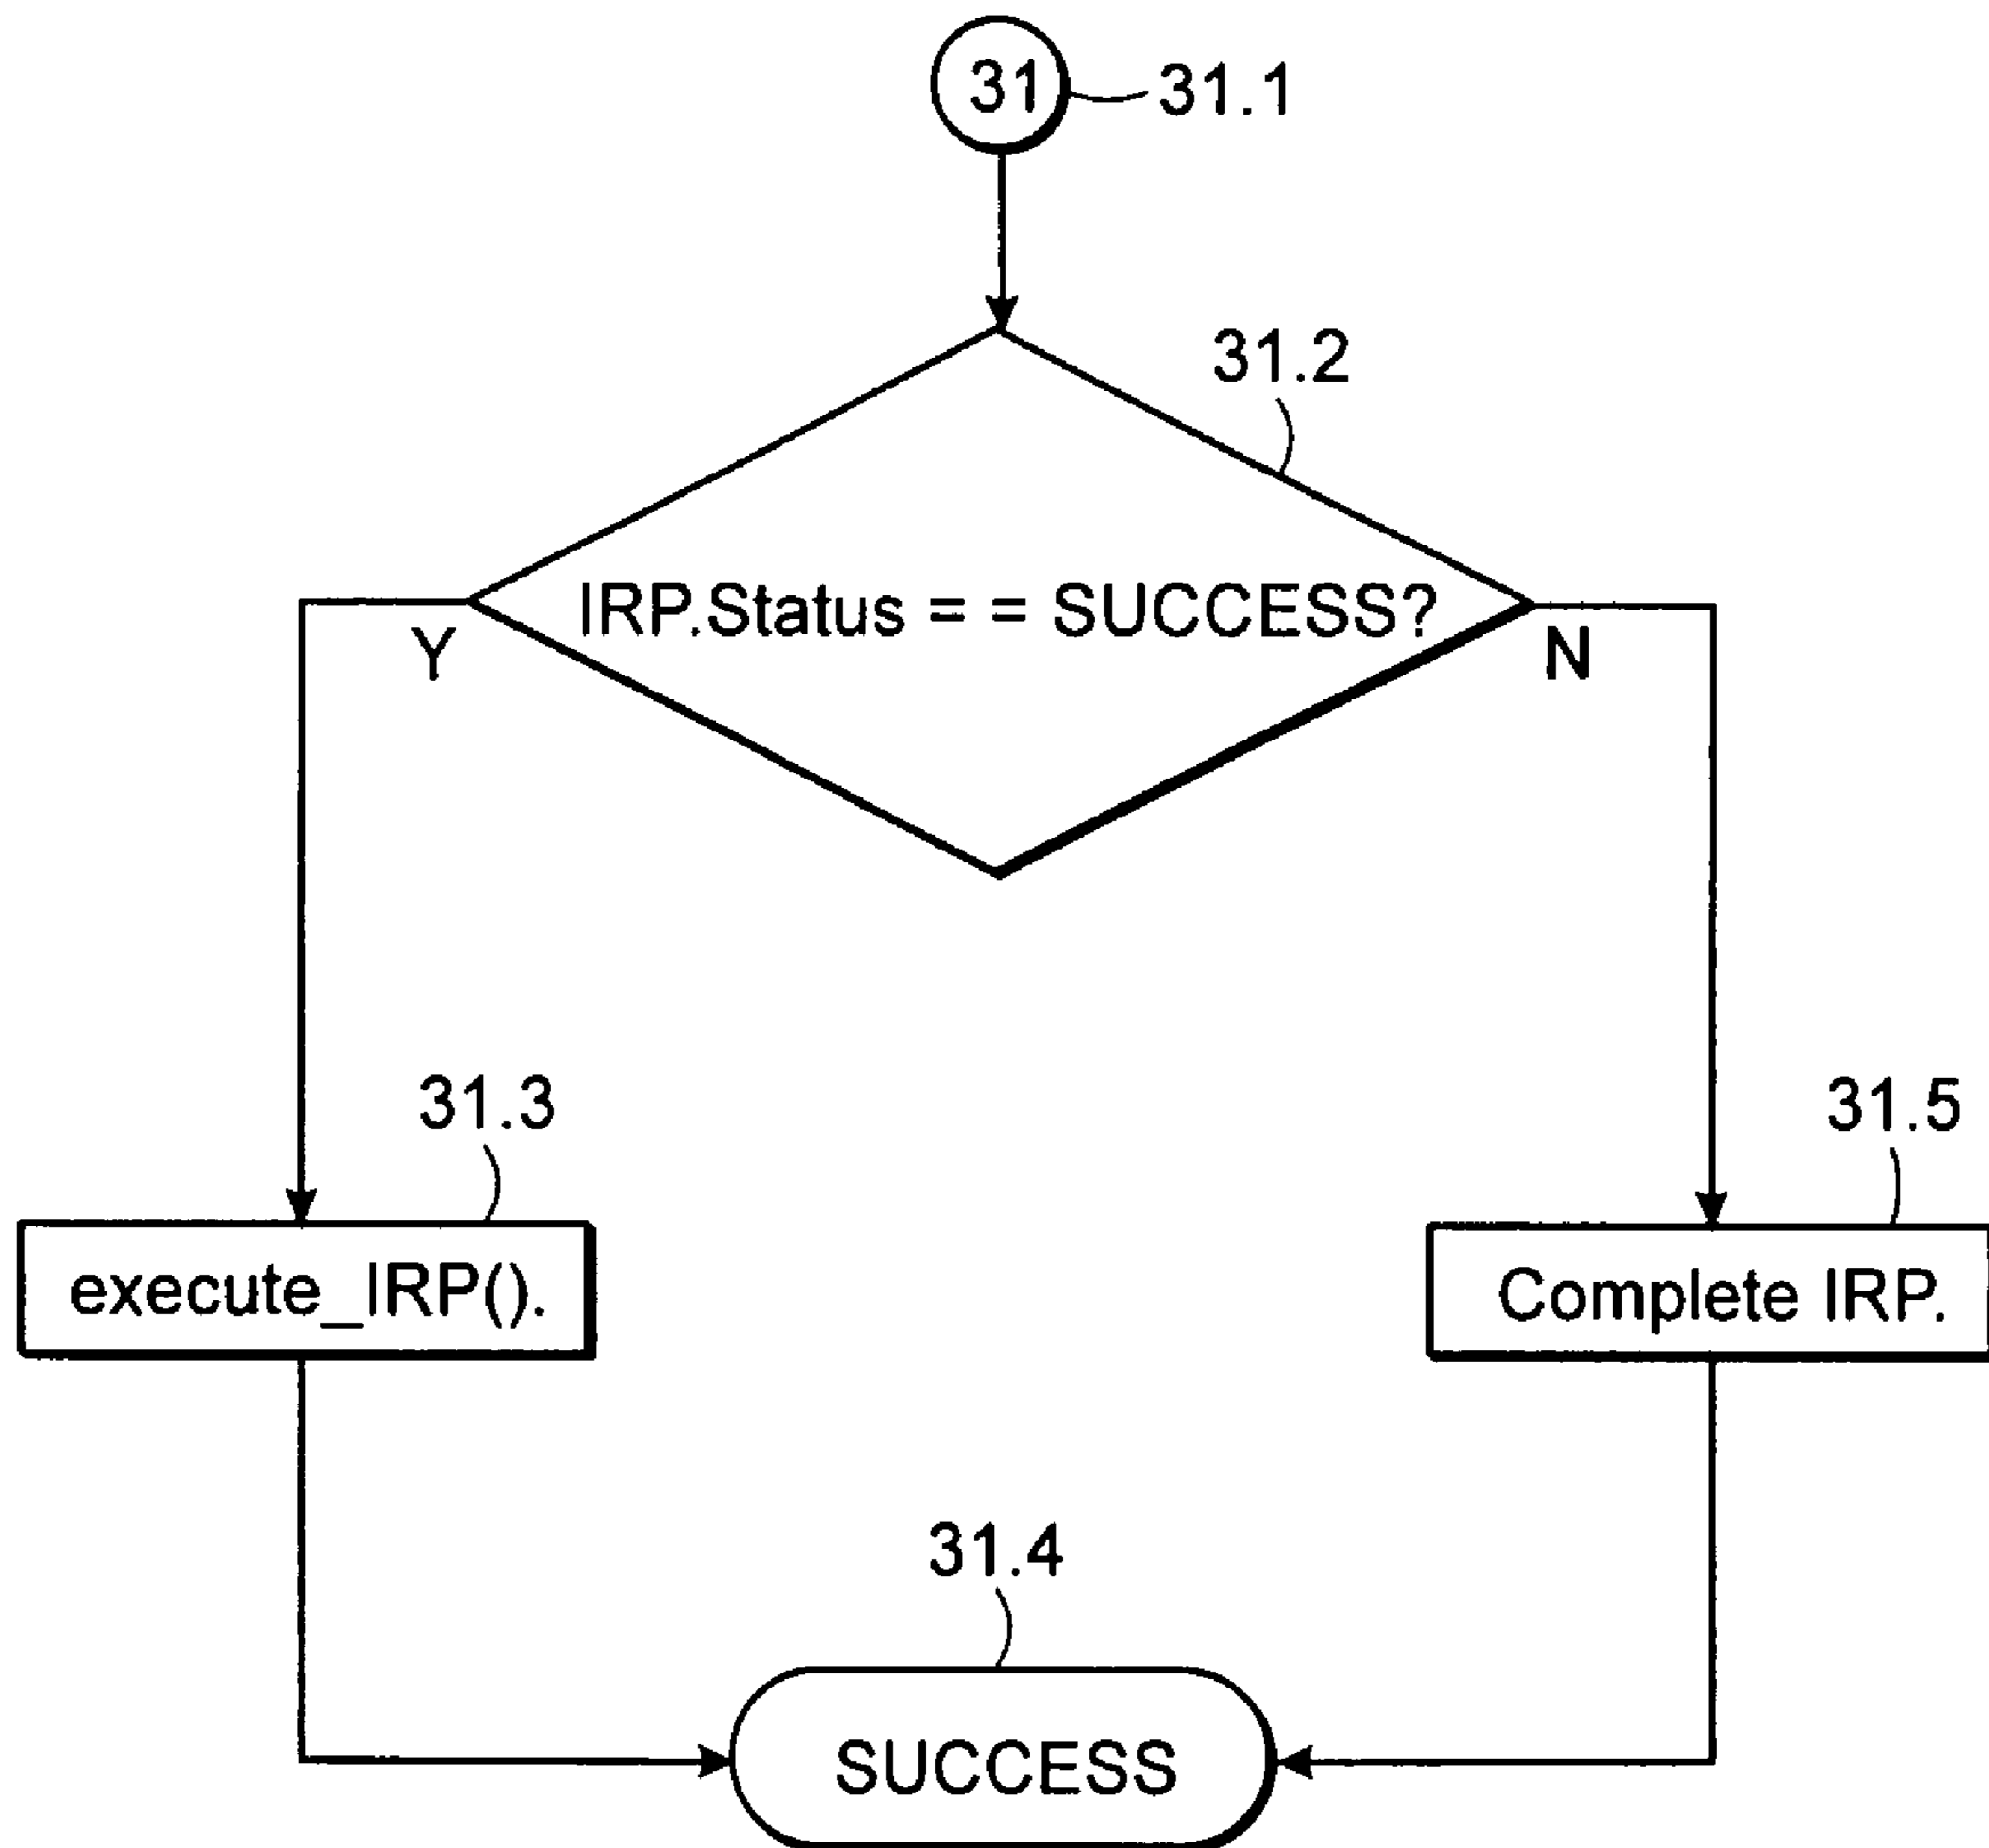 31
31.1
31.2
IRP.Status = = SUCCESS?
Y
N
31.3
31.5
execute_IRP().
Complete IRP.
31.4
SUCCESS